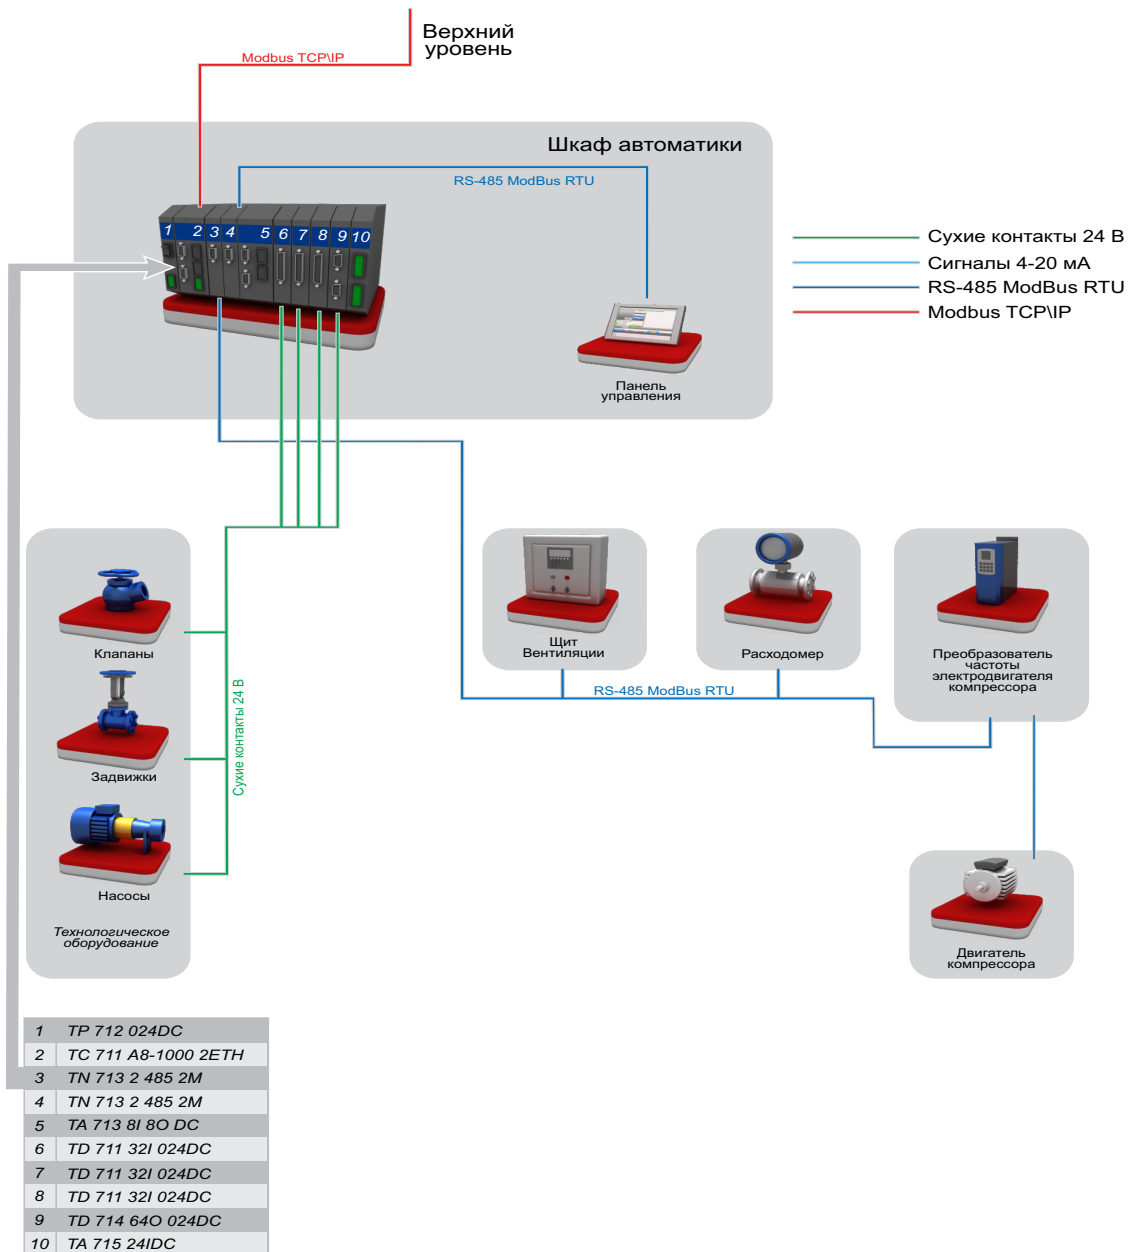 Верхний
уровень
Modbus TCP\IP
Шкаф автоматики
RS-485 ModBus RTU
1 2 3 4 5 6 7 8 9 10
Панель
управления
Сухие контакты 24 В
Сигналы 4-20 мА
RS-485 ModBus RTU
Modbus TCP\IP
Клапаны
Задвижки
Насосы
Технологическое
оборудование
Сухие контакты 24 В
Щит
Вентиляции
Расходомер
Преобразователь
частоты
электродвигателя
компрессора
RS-485 ModBus RTU
Двигатель
компрессора
1 TP 712 024DC
2 TC 711 A8-1000 2ETH
3 TN 713 2 485 2M
4 TN 713 2 485 2M
5 TA 713 8I 8O DC
6 TD 711 32I 024DC
7 TD 711 32I 024DC
8 TD 711 32I 024DC
9 TD 714 64O 024DC
10 TA 715 24IDC